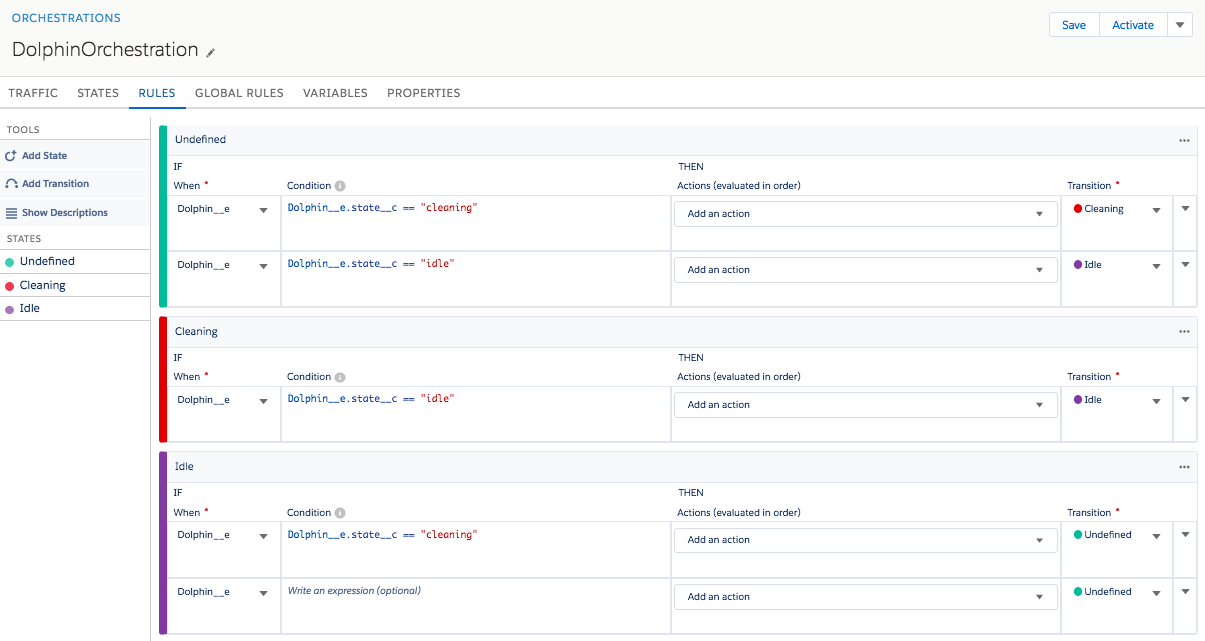 ORCHESTRATIONS
DolphinOrchestration
Save Activate
TRAFFIC STATES RULES GLOBAL RULES VARIABLES PROPERTIES
TOOLS
Add State
Add Transition
Show Descriptions
STATES
Undefined
Cleaning
Idle
Undefined
IF THEN
When * Condition i Actions (evaluated in order) Transition *
Dolphin__e Dolphin__e.state__c == "cleaning" Add an action Cleaning
Dolphin__e Dolphin__e.state__c == "idle" Add an action Idle
Cleaning
IF THEN
When * Condition i Actions (evaluated in order) Transition *
Dolphin__e Dolphin__e.state__c == "idle" Add an action Idle
Idle
IF THEN
When * Condition i Actions (evaluated in order) Transition *
Dolphin__e Dolphin__e.state__c == "cleaning" Add an action Undefined
Dolphin__e Write an expression (optional) Add an action Undefined